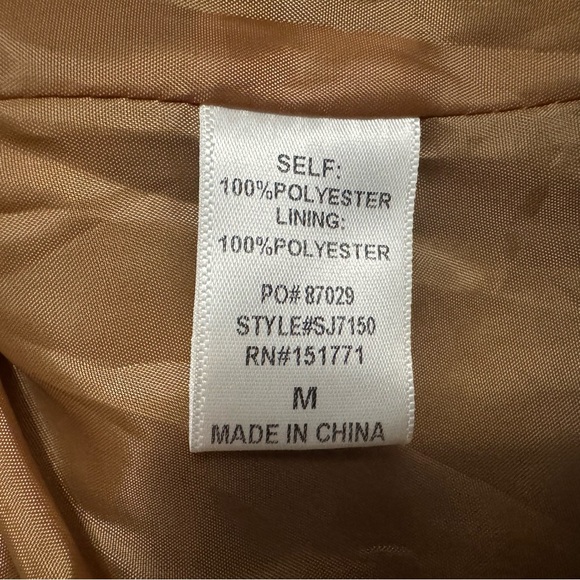 SELF:
100%POLYESTER
LINING:
100%POLYESTER
PO# 87029
STYLE#SJ7150
RN#151771
M
MADE IN CHINA